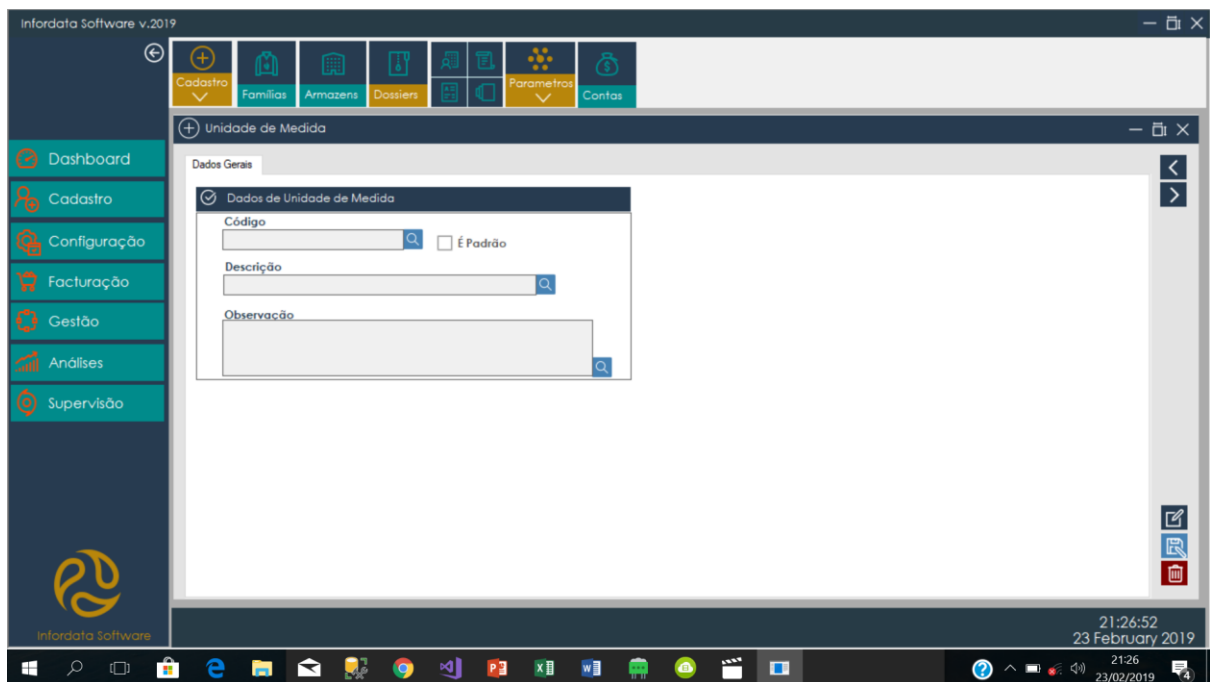 Infordata Software v.2019
Cadastro
Famílias
Armazens
Dossiers
Parametros
Contas
Unidade de Medida
Dashboard
Cadastro
Configuração
Facturação
Gestão
Análises
Supervisão
Dados Gerais
Dados de Unidade de Medida
Código
É Padrão
Descrição
Observação
Infordata Software
21:26:52
23 February 2019
21:26
23/02/2019
4